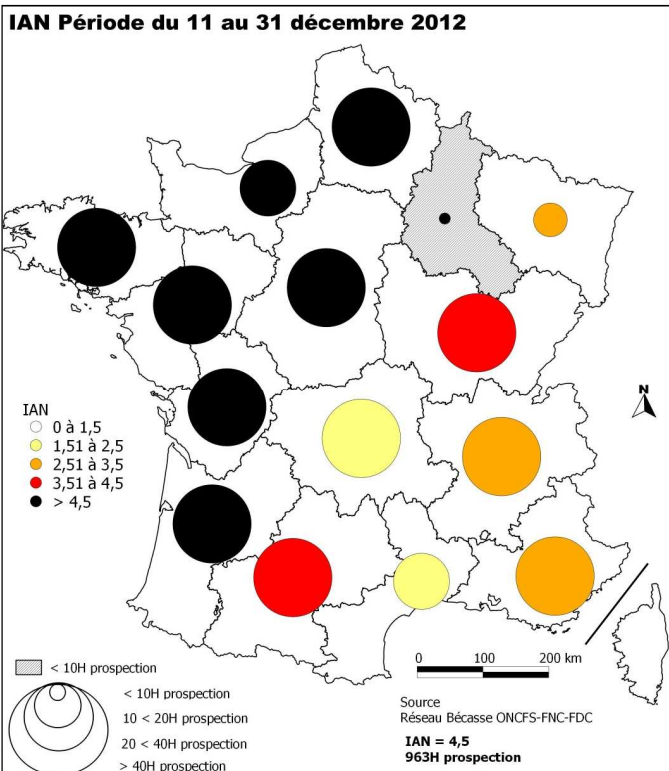 IAN Période du 11 au 31 décembre 2012
N
IAN
0 à 1,5
1,51 à 2,5
2,51 à 3,5
3,51 à 4,5
> 4,5
< 10H prospection
< 10H prospection
10 < 20H prospection
20 < 40H prospection
> 40H prospection
0 100 200 km
Source
Réseau Bécasse ONCFS-FNC-FDC
IAN = 4,5
963H prospection